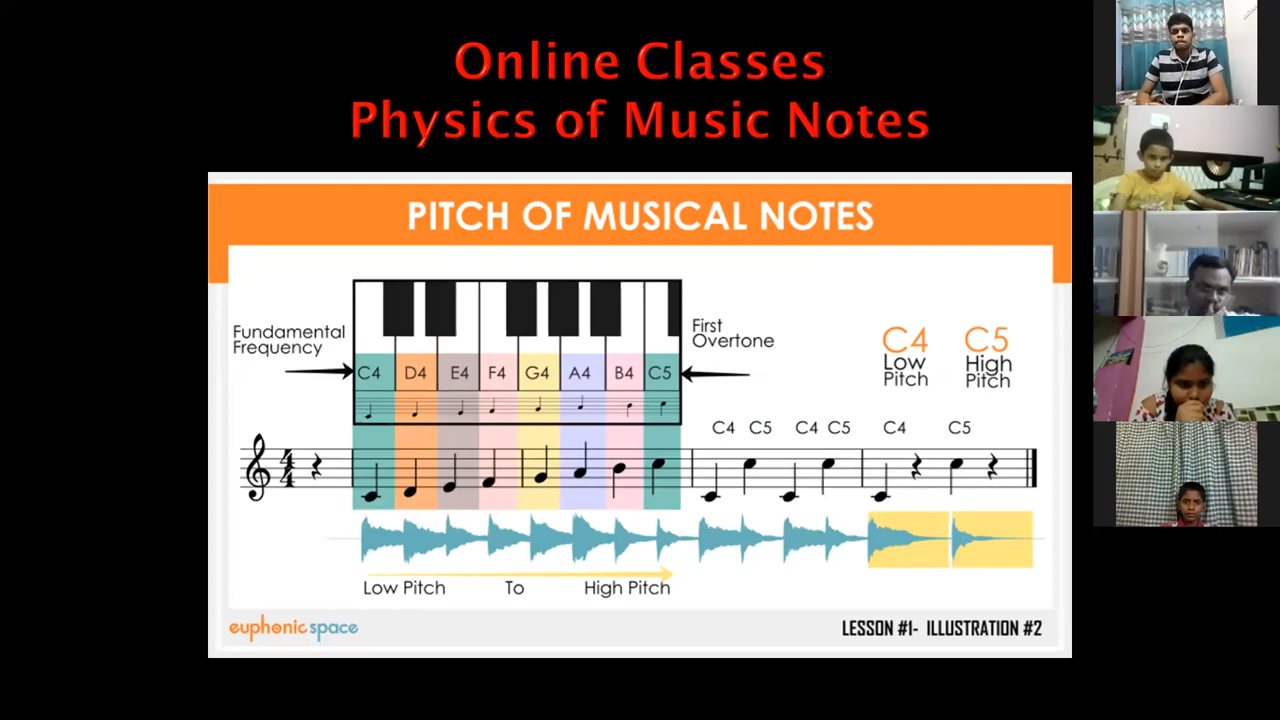 Online Classes
Physics of Music Notes
PITCH OF MUSICAL NOTES
Fundamental
Frequency
First
Overtone
C4 D4 E4 F4 G4 A4 B4 C5
C4 C5
Low High
Pitch Pitch
C4 C5 C4 C5 C4 C5
4
4
Low Pitch To High Pitch
euphonic space
LESSON #1- ILLUSTRATION #2